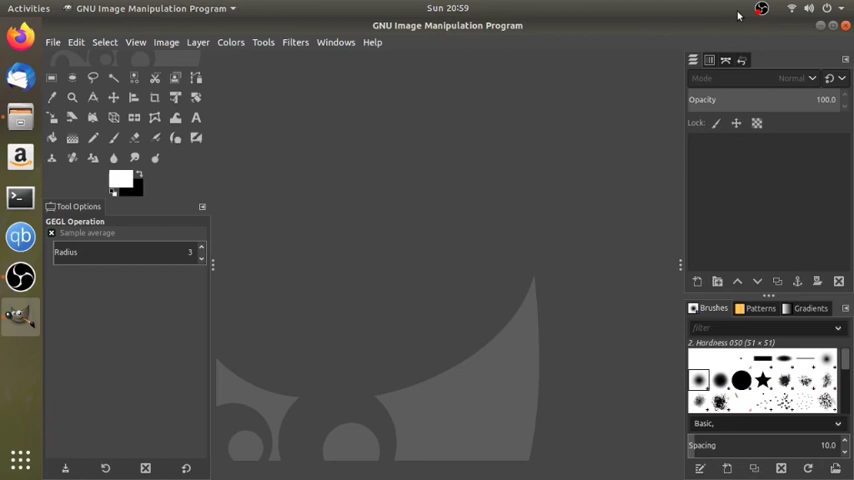 Activities GNU Image Manipulation Program Sun 20:59
GNU Image Manipulation Program
File Edit Select View Image Layer Colors Tools Filters Windows Help
Mode Normal
Opacity 100.0
Lock:
Tool Options
GEGL Operation
Sample average
Radius 3
Brushes Patterns Gradients
filter
2. Hardness 050 (51 × 51)
Basic,
Spacing 10.0